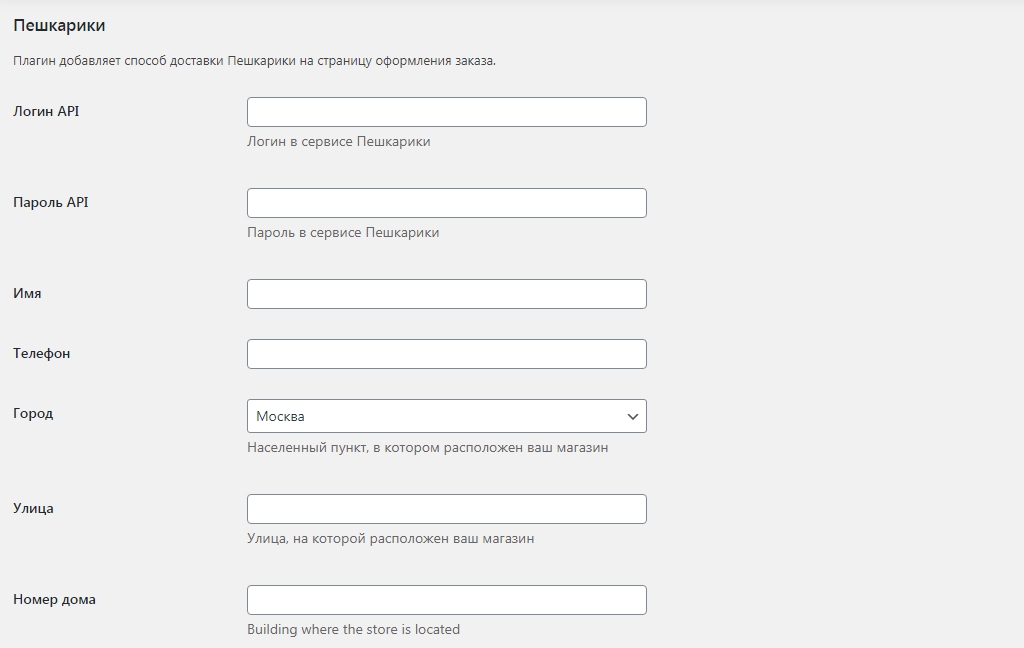 Пешкарики
Плагин добавляет способ доставки Пешкарики на страницу оформления заказа.
Логин API
Логин в сервисе Пешкарики
Пароль API
Пароль в сервисе Пешкарики
Имя
Телефон
Город
Москва
Населенный пункт, в котором расположен ваш магазин
Улица
Улица, на которой расположен ваш магазин
Номер дома
Building where the store is located